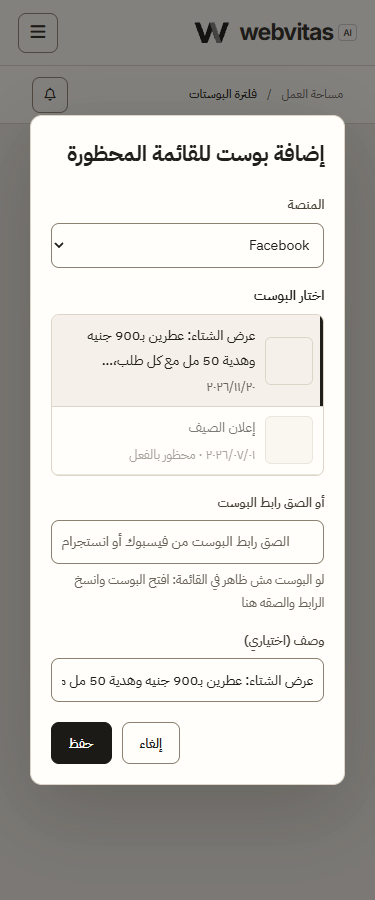 webvitas AI
مساحة العمل / فلترة البوستات
إضافة بوست للقائمة المحظورة
المنصة
Facebook
اختار البوست
عرض الشتاء: عطرين بـ900 جنيه
وهدية 50 مل مع كل طلب،...
٢٠٢٦/١١/٢٠
إعلان الصيف
٢٠٢٦/٠٧/٠١ · محظور بالفعل
أو الصق رابط البوست
الصق رابط البوست من فيسبوك أو انستجرام
لو البوست مش ظاهر في القائمة: افتح البوست وانسخ
الرابط والصقه هنا
وصف (اختياري)
عرض الشتاء: عطرين بـ900 جنيه وهدية 50 مل م
إلغاء
حفظ